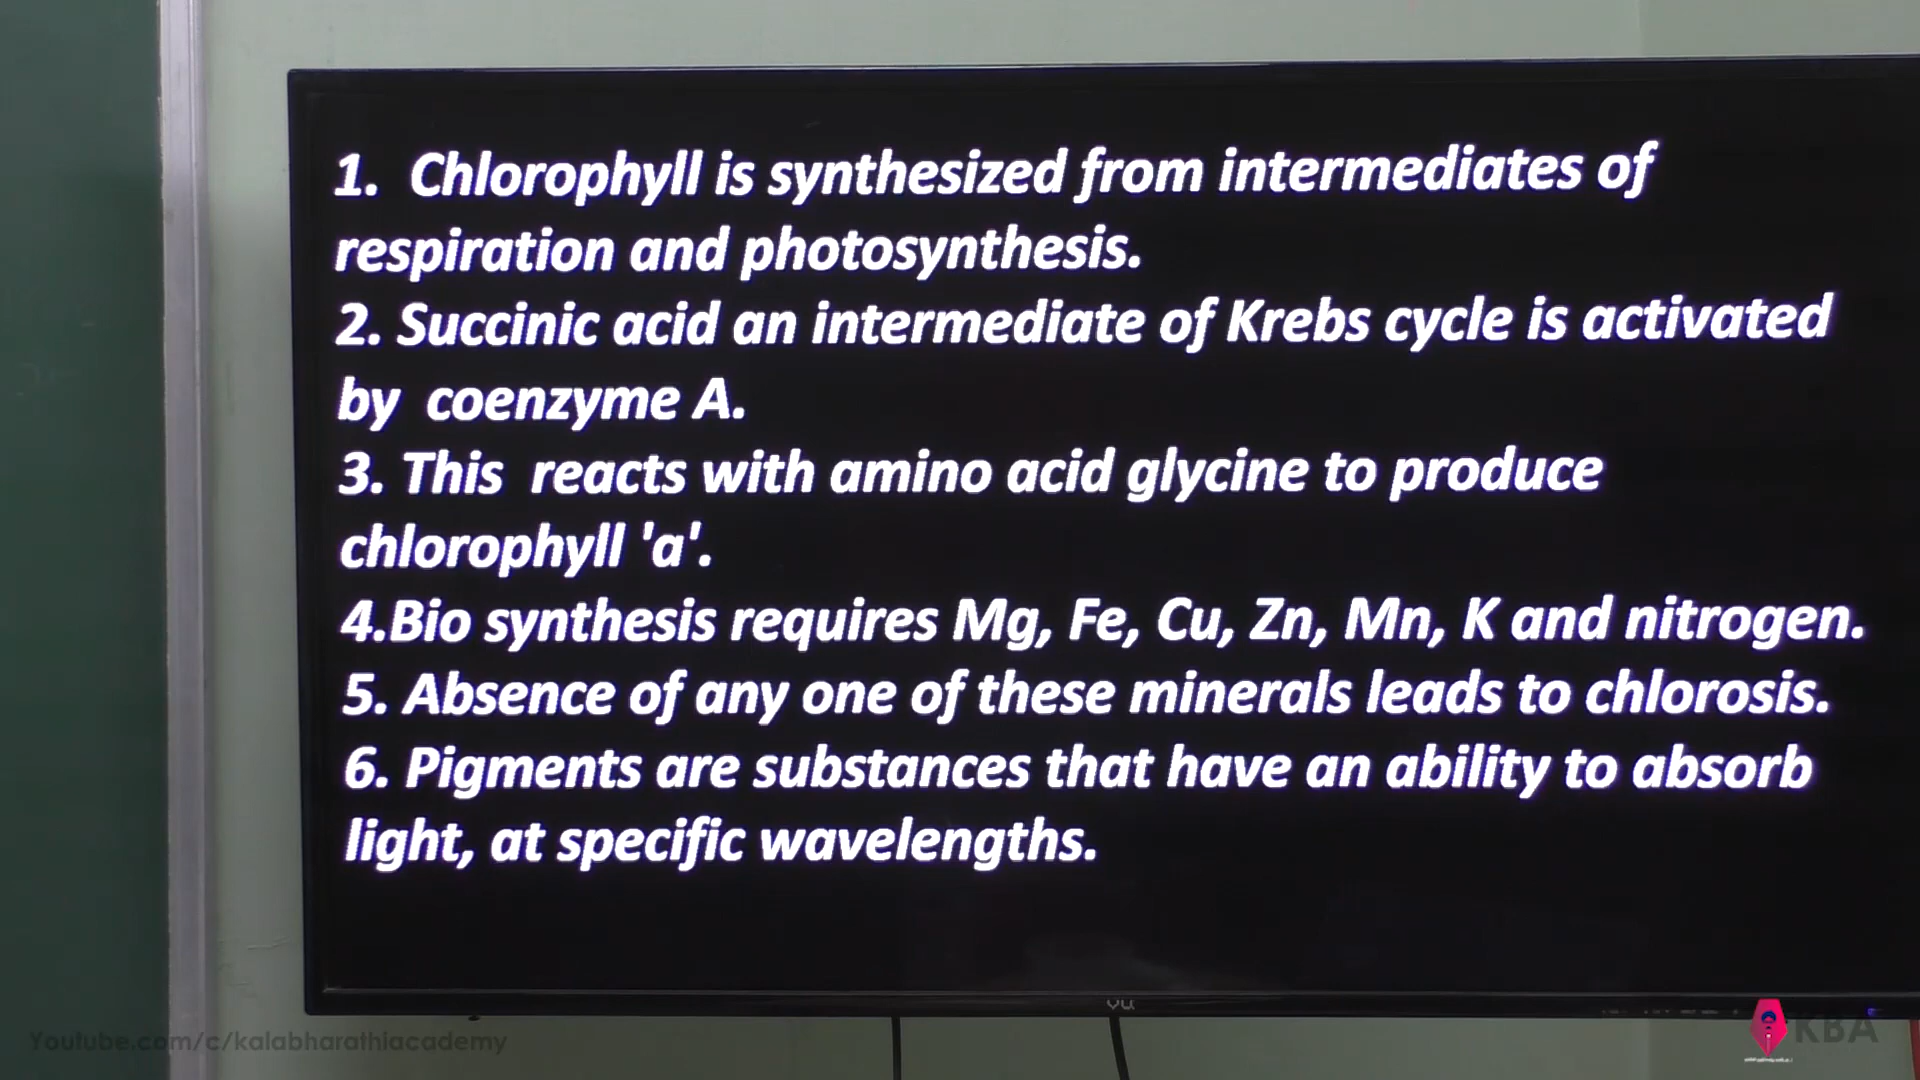 1. Chlorophyll is synthesized from intermediates of
respiration and photosynthesis.
2. Succinic acid an intermediate of Krebs cycle is activated
by coenzyme A.
3. This reacts with amino acid glycine to produce
chlorophyll 'a'.
4.Bio synthesis requires Mg, Fe, Cu, Zn, Mn, K and nitrogen.
5. Absence of any one of these minerals leads to chlorosis.
6. Pigments are substances that have an ability to absorb
light, at specific wavelengths.
Youtube.com/c/kalabharathiacademy
KBA